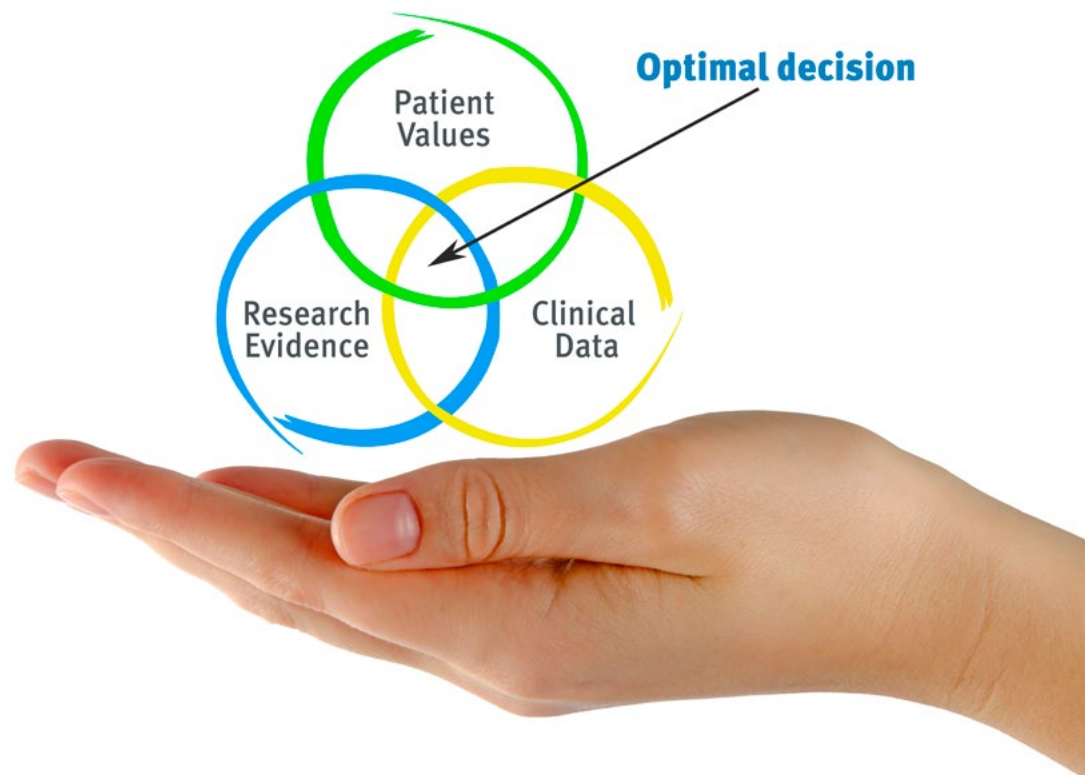 Optimal decision
Patient
Values
Research
Evidence
Clinical
Data